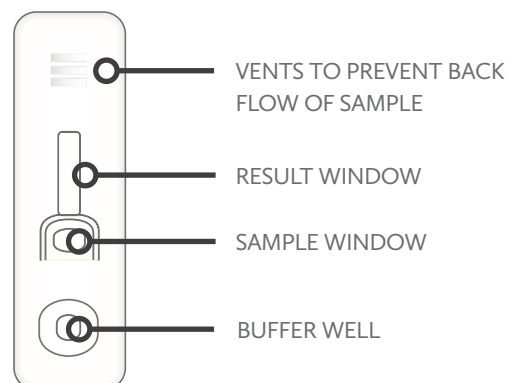 VENTS TO PREVENT BACK
FLOW OF SAMPLE
RESULT WINDOW
SAMPLE WINDOW
BUFFER WELL